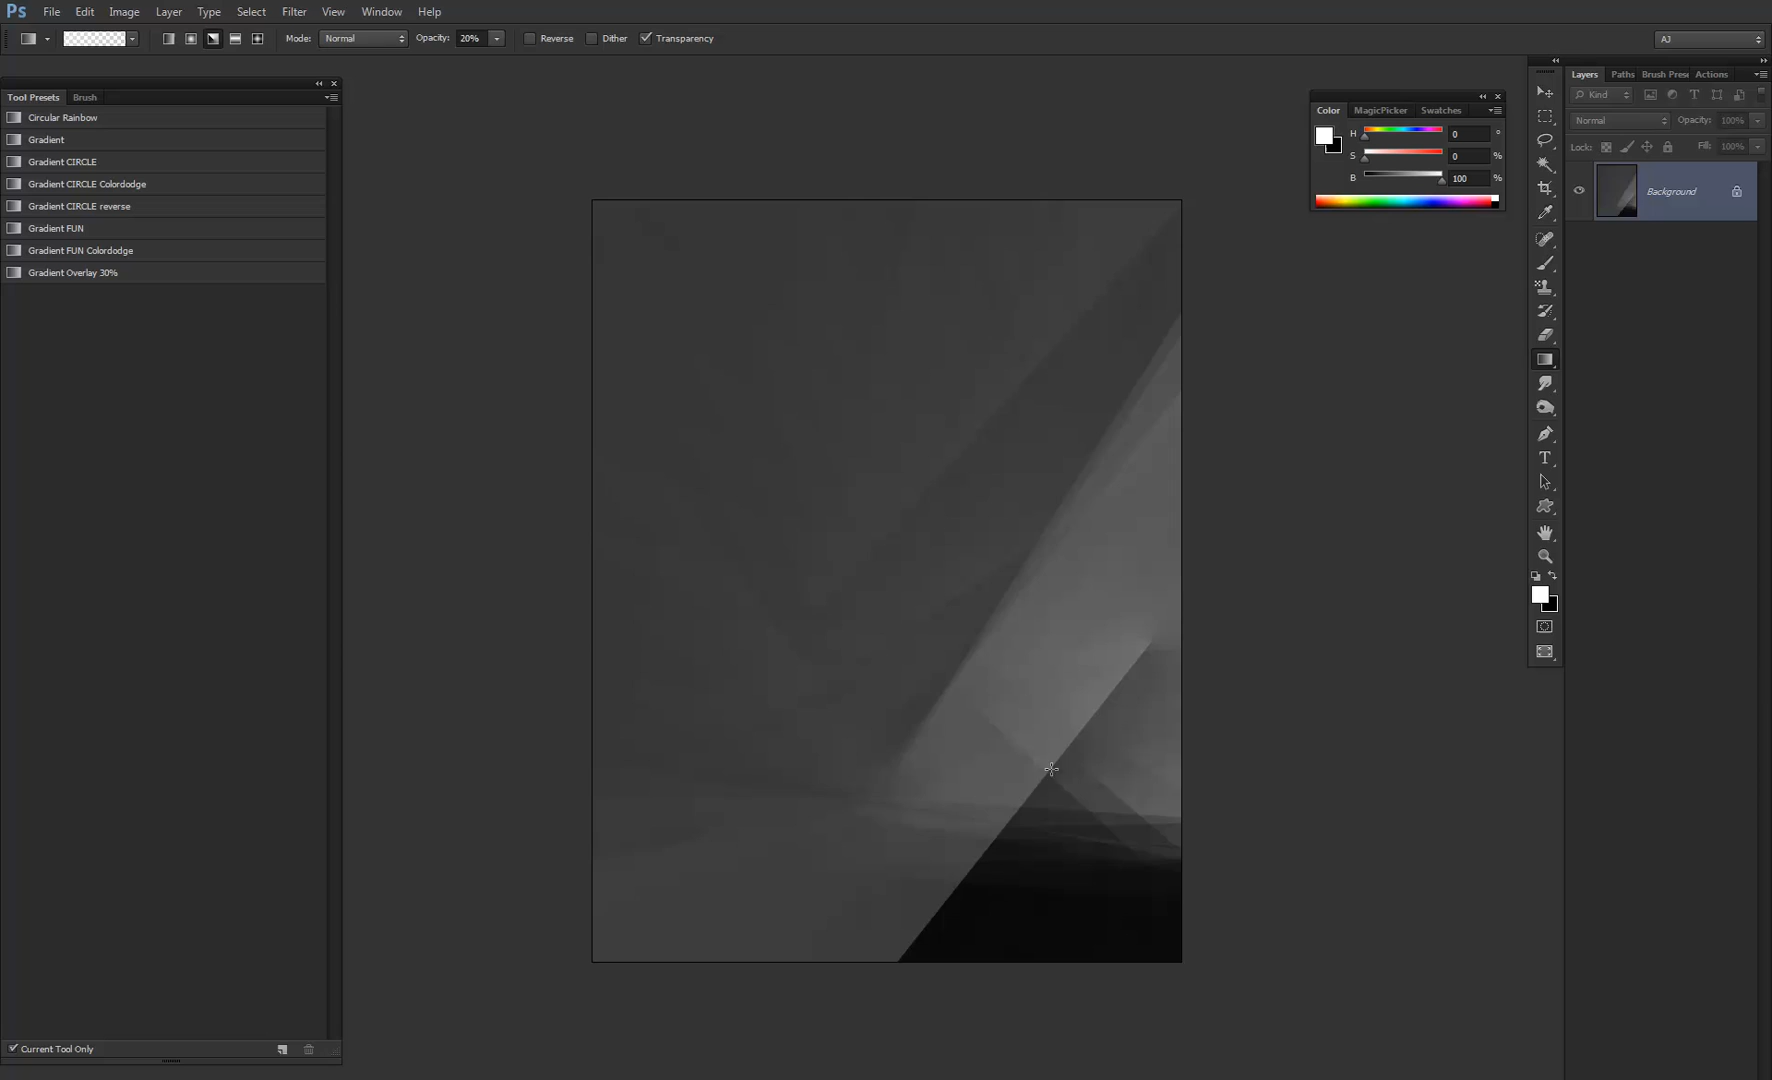 Ps File Edit Image Layer Type Select Filter View Window Help
Mode: Normal Opacity: 20% Reverse Dither Transparency AJ
Tool Presets Brush
Circular Rainbow
Gradient
Gradient CIRCLE
Gradient CIRCLE Colordodge
Gradient CIRCLE reverse
Gradient FUN
Gradient FUN Colordodge
Gradient Overlay 30%
Current Tool Only
Color MagicPicker Swatches
H 0 °
S 0 %
B 100 %
Layers Paths Brush Prese Actions
Kind
Normal Opacity: 100%
Lock: Fill: 100%
Background
T